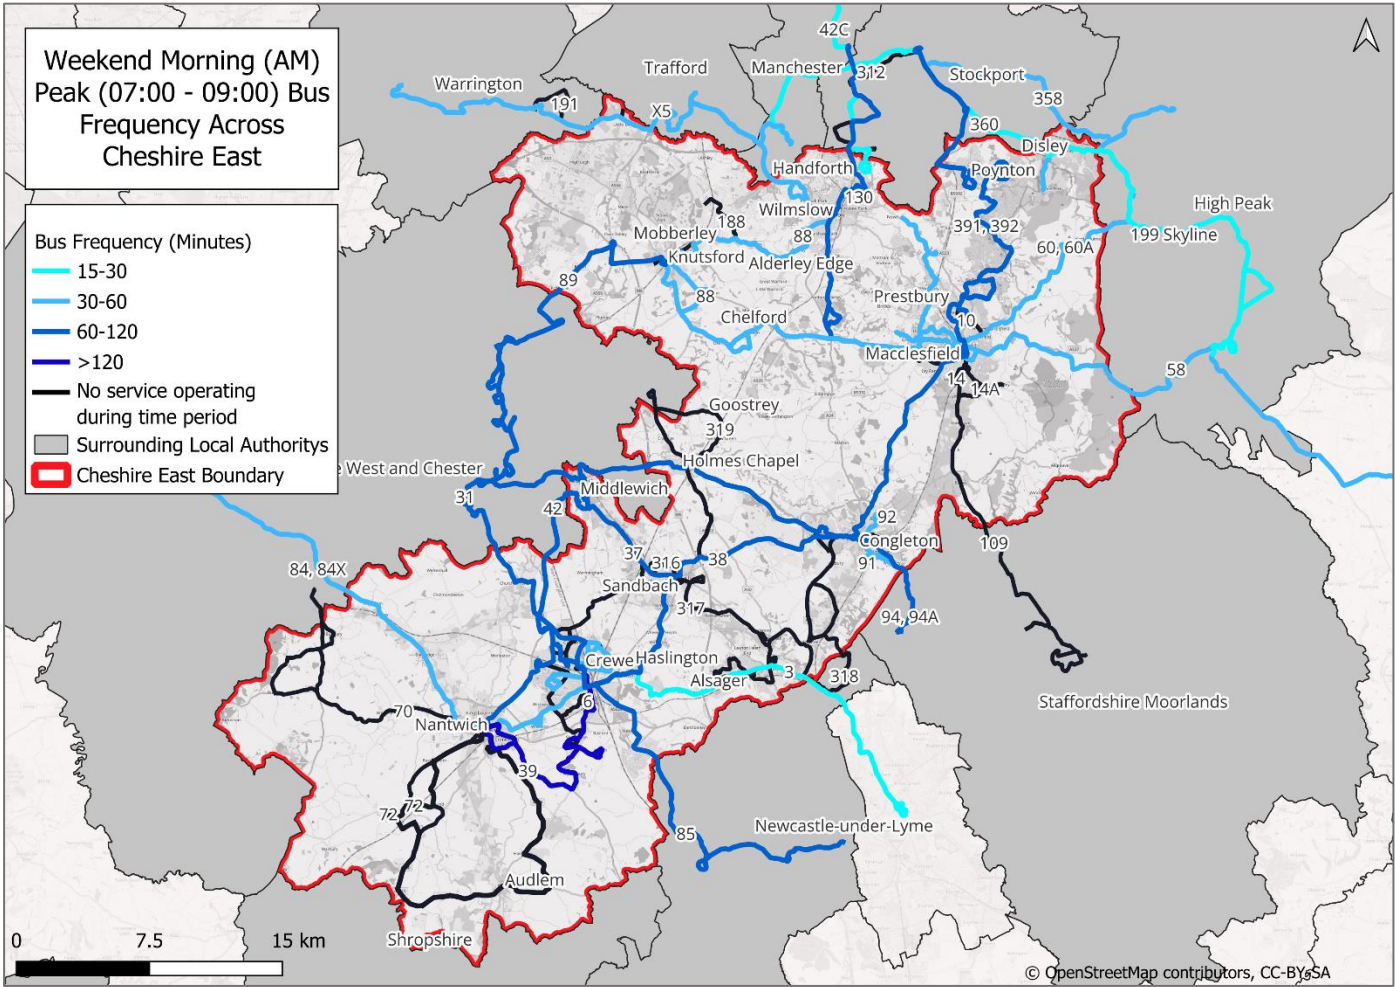 Weekend Morning (AM)
Peak (07:00 - 09:00) Bus
Frequency Across
Cheshire East
Bus Frequency (Minutes)
15-30
30-60
60-120
>120
No service operating
during time period
Surrounding Local Authoritys
Cheshire East Boundary
42C
Trafford
Manchester
312
Warrington
Stockport
191
X5
358
360
Disley
Handforth
Poynton
130
Wilmslow
High Peak
188
391, 392
Mobberley
88
199 Skyline
60, 60A
Knutsford
Alderley Edge
89
88
Prestbury
Chelford
10
Macclesfield
58
14
14A
Goostrey
319
Holmes Chapel
e West and Chester
Middlewich
31
42
92
Congleton
109
37
316
38
91
84, 84X
Sandbach
317
94, 94A
Crewe
Haslington
Alsager
3
318
6
Staffordshire Moorlands
70
Nantwich
39
72
72
85
Newcastle-under-Lyme
Audlem
Shropshire
0 7.5 15 km
© OpenStreetMap contributors, CC-BY-SA